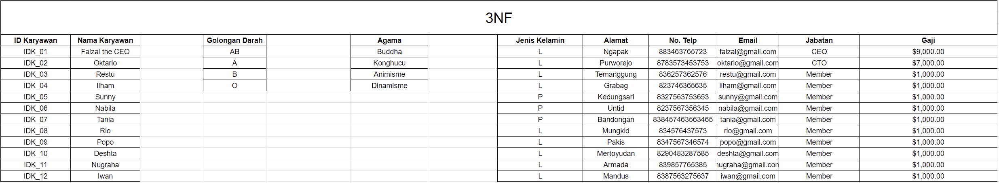 3NF
ID Karyawan Nama Karyawan Golongan Darah Agama Jenis Kelamin Alamat No. Telp Email Jabatan Gaji
IDK_01 Faizal the CEO AB Buddha L Ngapak 883463765723 faizal@gmail.com CEO $9,000.00
IDK_02 Oktario A Konghucu L Purworejo 8783573453753 oktario@gmail.com CTO $7,000.00
IDK_03 Restu B Animisme L Temanggung 836257362576 restu@gmail.com Member $1,000.00
IDK_04 Ilham O Dinamisme L Grabag 823746365635 ilham@gmail.com Member $1,000.00
IDK_05 Sunny P Kedungsari 8327563753653 sunny@gmail.com Member $1,000.00
IDK_06 Nabila P Untid 8237567356345 nabila@gmail.com Member $1,000.00
IDK_07 Tania P Bandongan 838457463563465 tania@gmail.com Member $1,000.00
IDK_08 Rio L Mungkid 834576437573 rio@gmail.com Member $1,000.00
IDK_09 Popo L Pakis 8347567346574 popo@gmail.com Member $1,000.00
IDK_10 Deshta L Mertoyudan 8290483287585 deshta@gmail.com Member $1,000.00
IDK_11 Nugraha L Armada 839857765385 nugraha@gmail.com Member $1,000.00
IDK_12 Iwan L Mandus 8387563275637 iwan@gmail.com Member $1,000.00